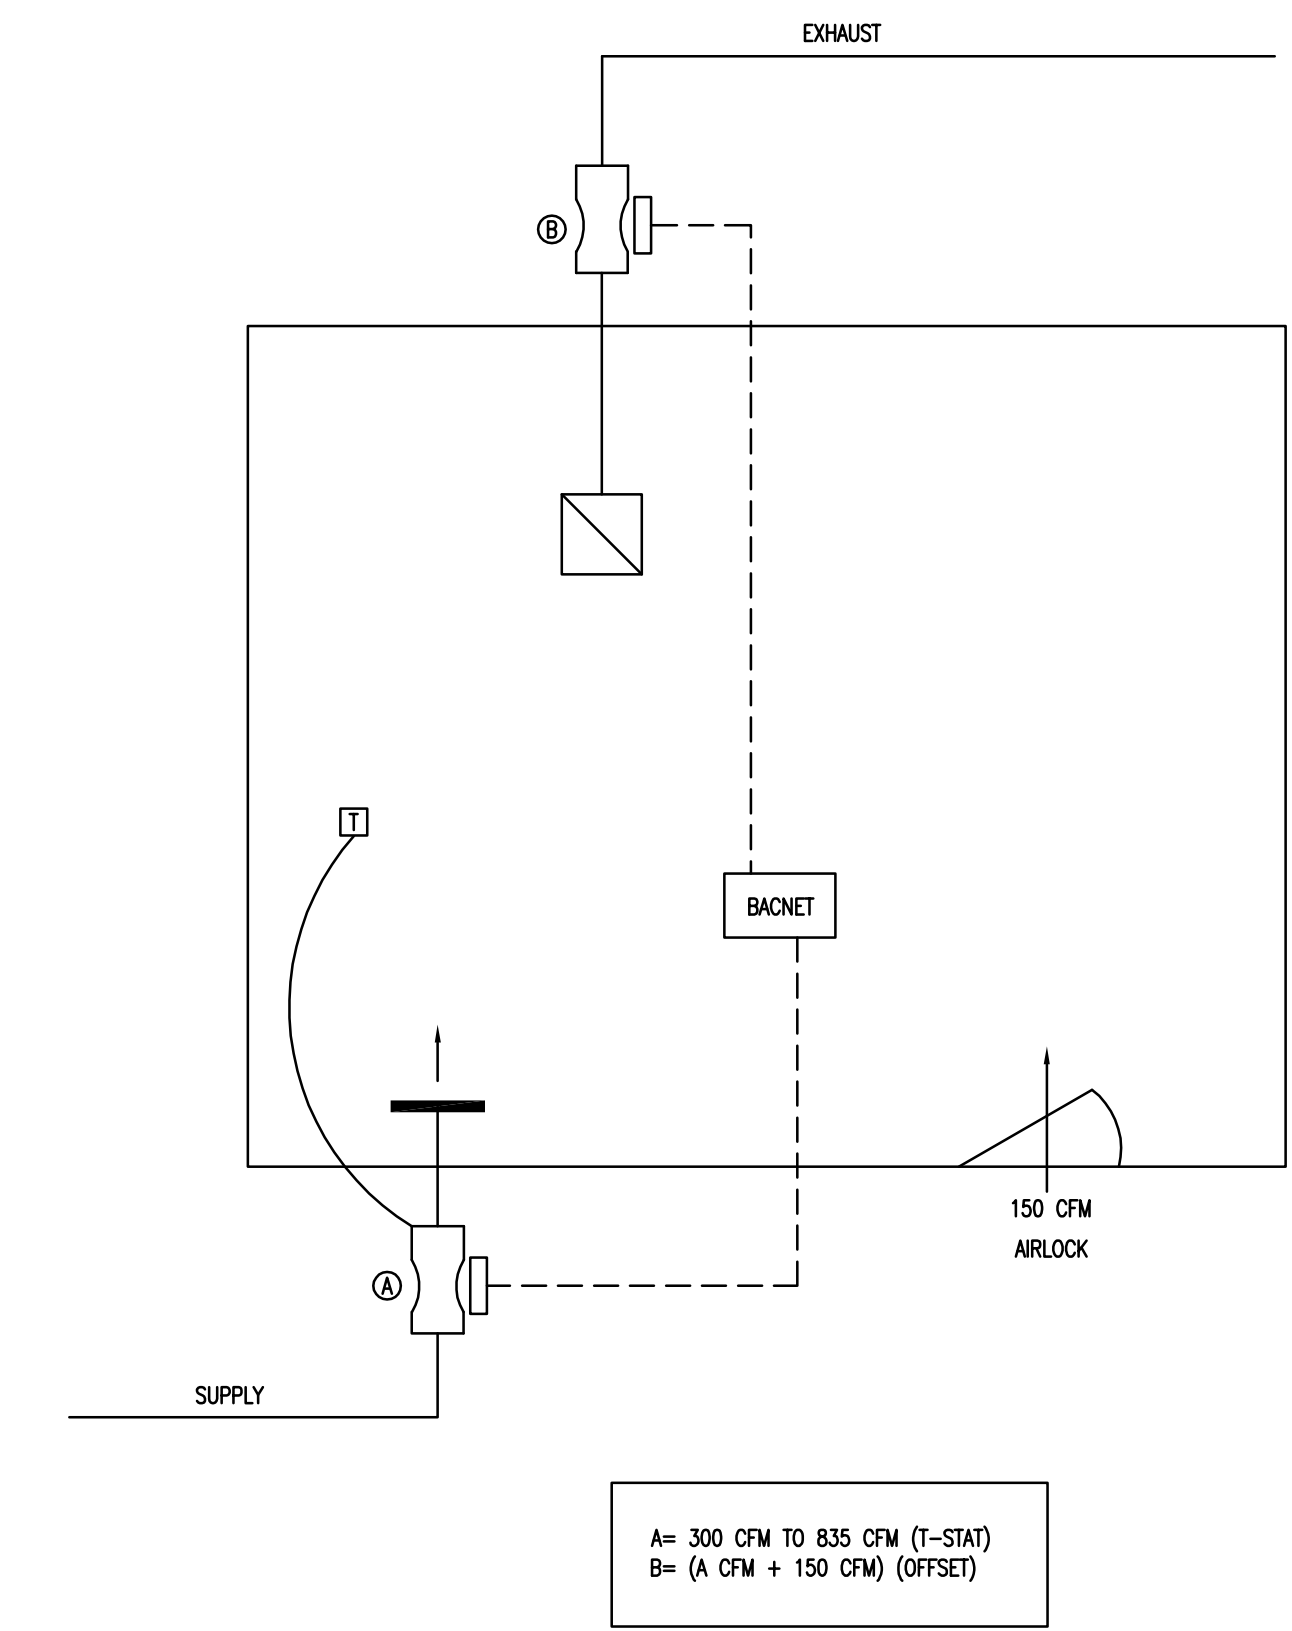 EXHAUST
B
T
BACNET
150 CFM
AIRLOCK
A
SUPPLY
A= 300 CFM TO 835 CFM (T-STAT)
B= (A CFM + 150 CFM) (OFFSET)